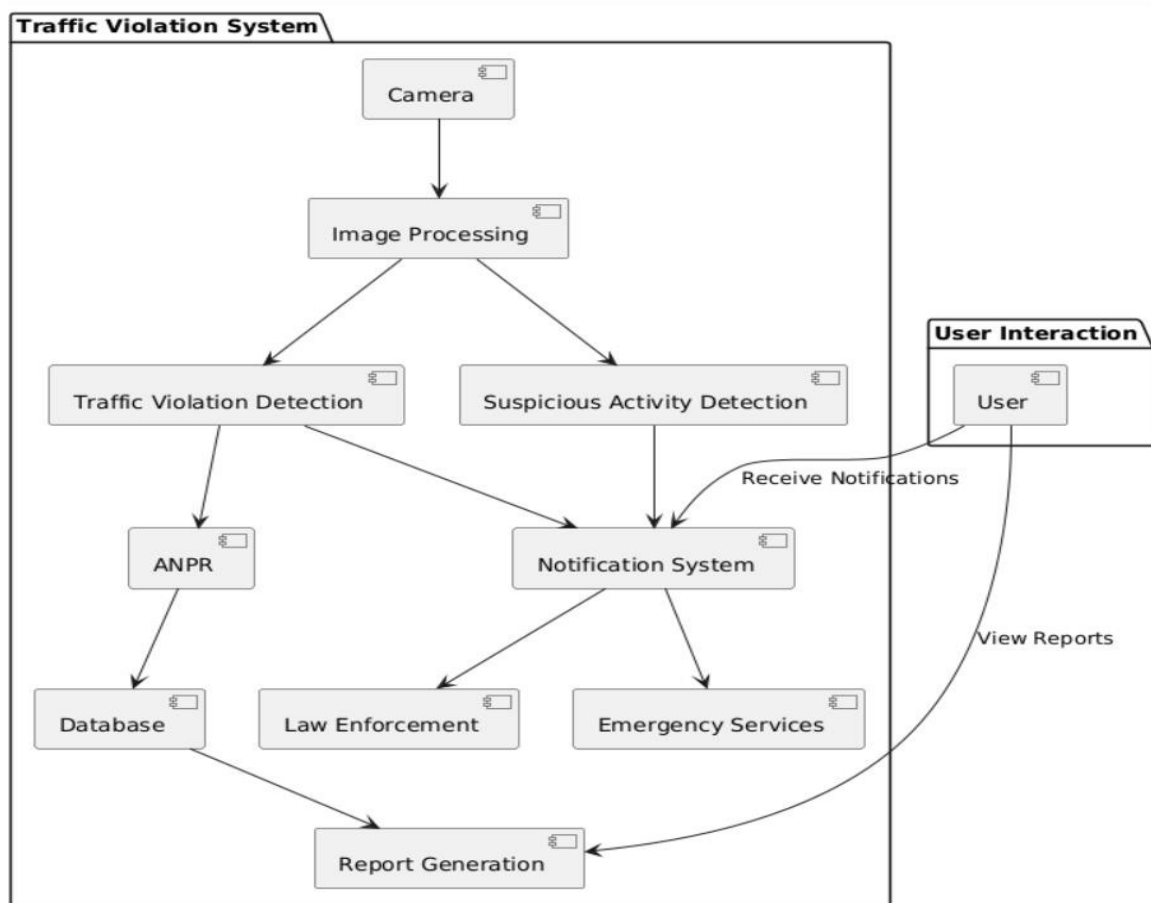 Traffic Violation System
Camera
Image Processing
User Interaction
Traffic Violation Detection
Suspicious Activity Detection
User
Receive Notifications
ANPR
Notification System
View Reports
Database
Law Enforcement
Emergency Services
Report Generation